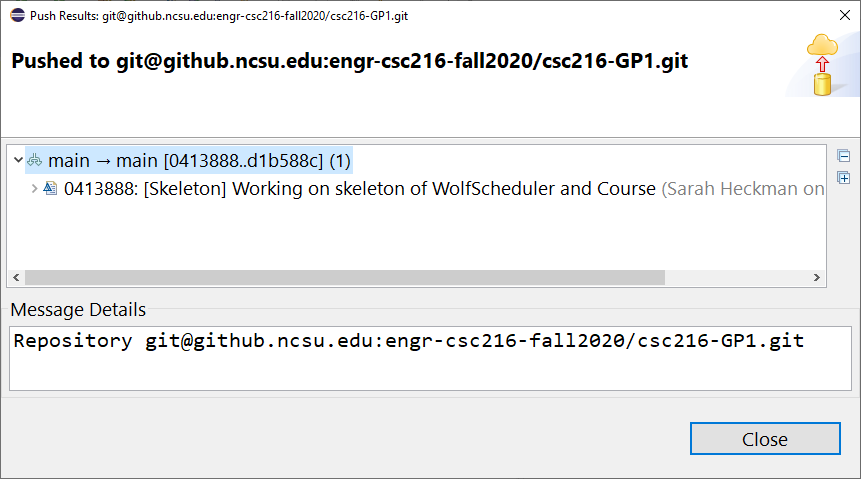 Push Results: git@github.ncsu.edu:engr-csc216-fall2020/csc216-GP1.git
Pushed to git@github.ncsu.edu:engr-csc216-fall2020/csc216-GP1.git
main → main [0413888..d1b588c] (1)
0413888: [Skeleton] Working on skeleton of WolfScheduler and Course (Sarah Heckman on
Message Details
Repository git@github.ncsu.edu:engr-csc216-fall2020/csc216-GP1.git
Close